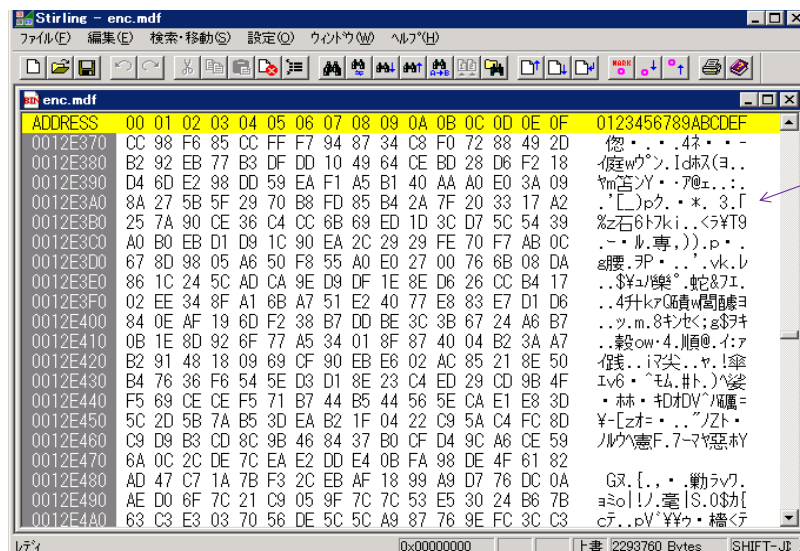 Stirling - enc.mdf
ファイル(F) 編集(E) 検索・移動(S) 設定(O) ウィンドウ(W) ヘルプ(H)
enc.mdf
ADDRESS 00 01 02 03 04 05 06 07 08 09 0A 0B 0C 0D 0E 0F 0123456789ABCDEF
0012E370 CC 98 F6 85 CC FF F7 94 87 34 C8 F0 72 88 49 2D
0012E380 B2 92 EB 77 B3 DF DD 10 49 64 CE BD 28 D6 F2 18
0012E390 D4 6D E2 98 DD 59 EA F1 A5 B1 40 AA A0 E0 3A 09
0012E3A0 8A 27 5B 5F 29 70 B8 FD 85 B4 2A 7F 20 33 17 A2
0012E3B0 25 7A 90 CE 36 C4 CC 6B 69 ED 1D 3C D7 5C 54 39
0012E3C0 A0 B0 EB D1 D9 1C 90 EA 2C 29 29 FE 70 F7 AB 0C
0012E3D0 67 8D 98 05 A6 50 F8 55 A0 E0 27 00 76 6B 08 DA
0012E3E0 86 1C 24 5C AD CA 9E D9 DF 1E 8E D6 26 CC B4 17
0012E3F0 02 EE 34 8F A1 6B A7 51 E2 40 77 E8 83 E7 D1 D6
0012E400 84 0E AF 19 6D F2 38 B7 DD BE 3C 3B 67 24 A6 B7
0012E410 0B 1E 8D 92 6F 77 A5 34 01 8F 87 40 04 B2 3A A7
0012E420 B2 91 48 18 09 69 CF 90 EB E6 02 AC 85 21 8E 50
0012E430 B4 76 36 F6 54 5E D3 D1 8E 23 C4 ED 29 CD 9B 4F
0012E440 F5 69 CE CE F5 71 B7 44 B5 44 56 5E CA E1 E8 3D
0012E450 5C 2D 5B 7A B5 3D EA B2 1F 04 22 C9 5A C4 FC 8D
0012E460 C9 D9 B3 CD 8C 9B 46 84 37 B0 CF D4 9C A6 CE 59
0012E470 6A 0C 2C DE 7C EA E2 DD E4 0B FA 98 DE 4F 61 82
0012E480 AD 47 C7 1A 7B F3 2C EB AF 18 99 A9 D7 76 DC 0A
0012E490 AE D0 6F 7C 21 C9 05 9F 7C 7C 53 E5 30 24 B6 7B
0012E4A0 63 C3 E3 03 70 56 DE 5C 5C A9 87 76 9E FC 3C C3
レディ 0x00000000 上書 2293760 Bytes SHIFT-JI